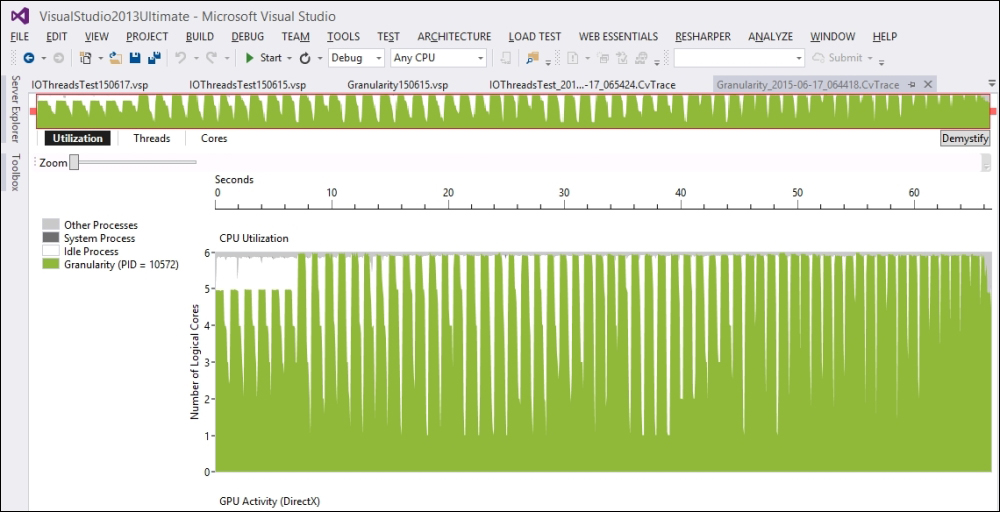 VisualStudio2013Ultimate - Microsoft Visual Studio
FILE EDIT VIEW PROJECT BUILD DEBUG TEAM TOOLS TEST ARCHITECTURE LOAD TEST WEB ESSENTIALS RESHARPER ANALYZE WINDOW HELP
Start Debug Any CPU Submit
IOThreadsTest150617.vsp IOThreadsTest150615.vsp Granularity150615.vsp IOThreadsTest_201...-17_065424.CvTrace Granularity_2015-06-17_064418.CvTrace
Server Explorer
Toolbox
Utilization Threads Cores Demystify
Zoom
Seconds
0 10 20 30 40 50 60
Other Processes
System Process
Idle Process
Granularity (PID = 10572)
CPU Utilization
Number of Logical Cores
6
5
4
3
2
1
0
GPU Activity (DirectX)